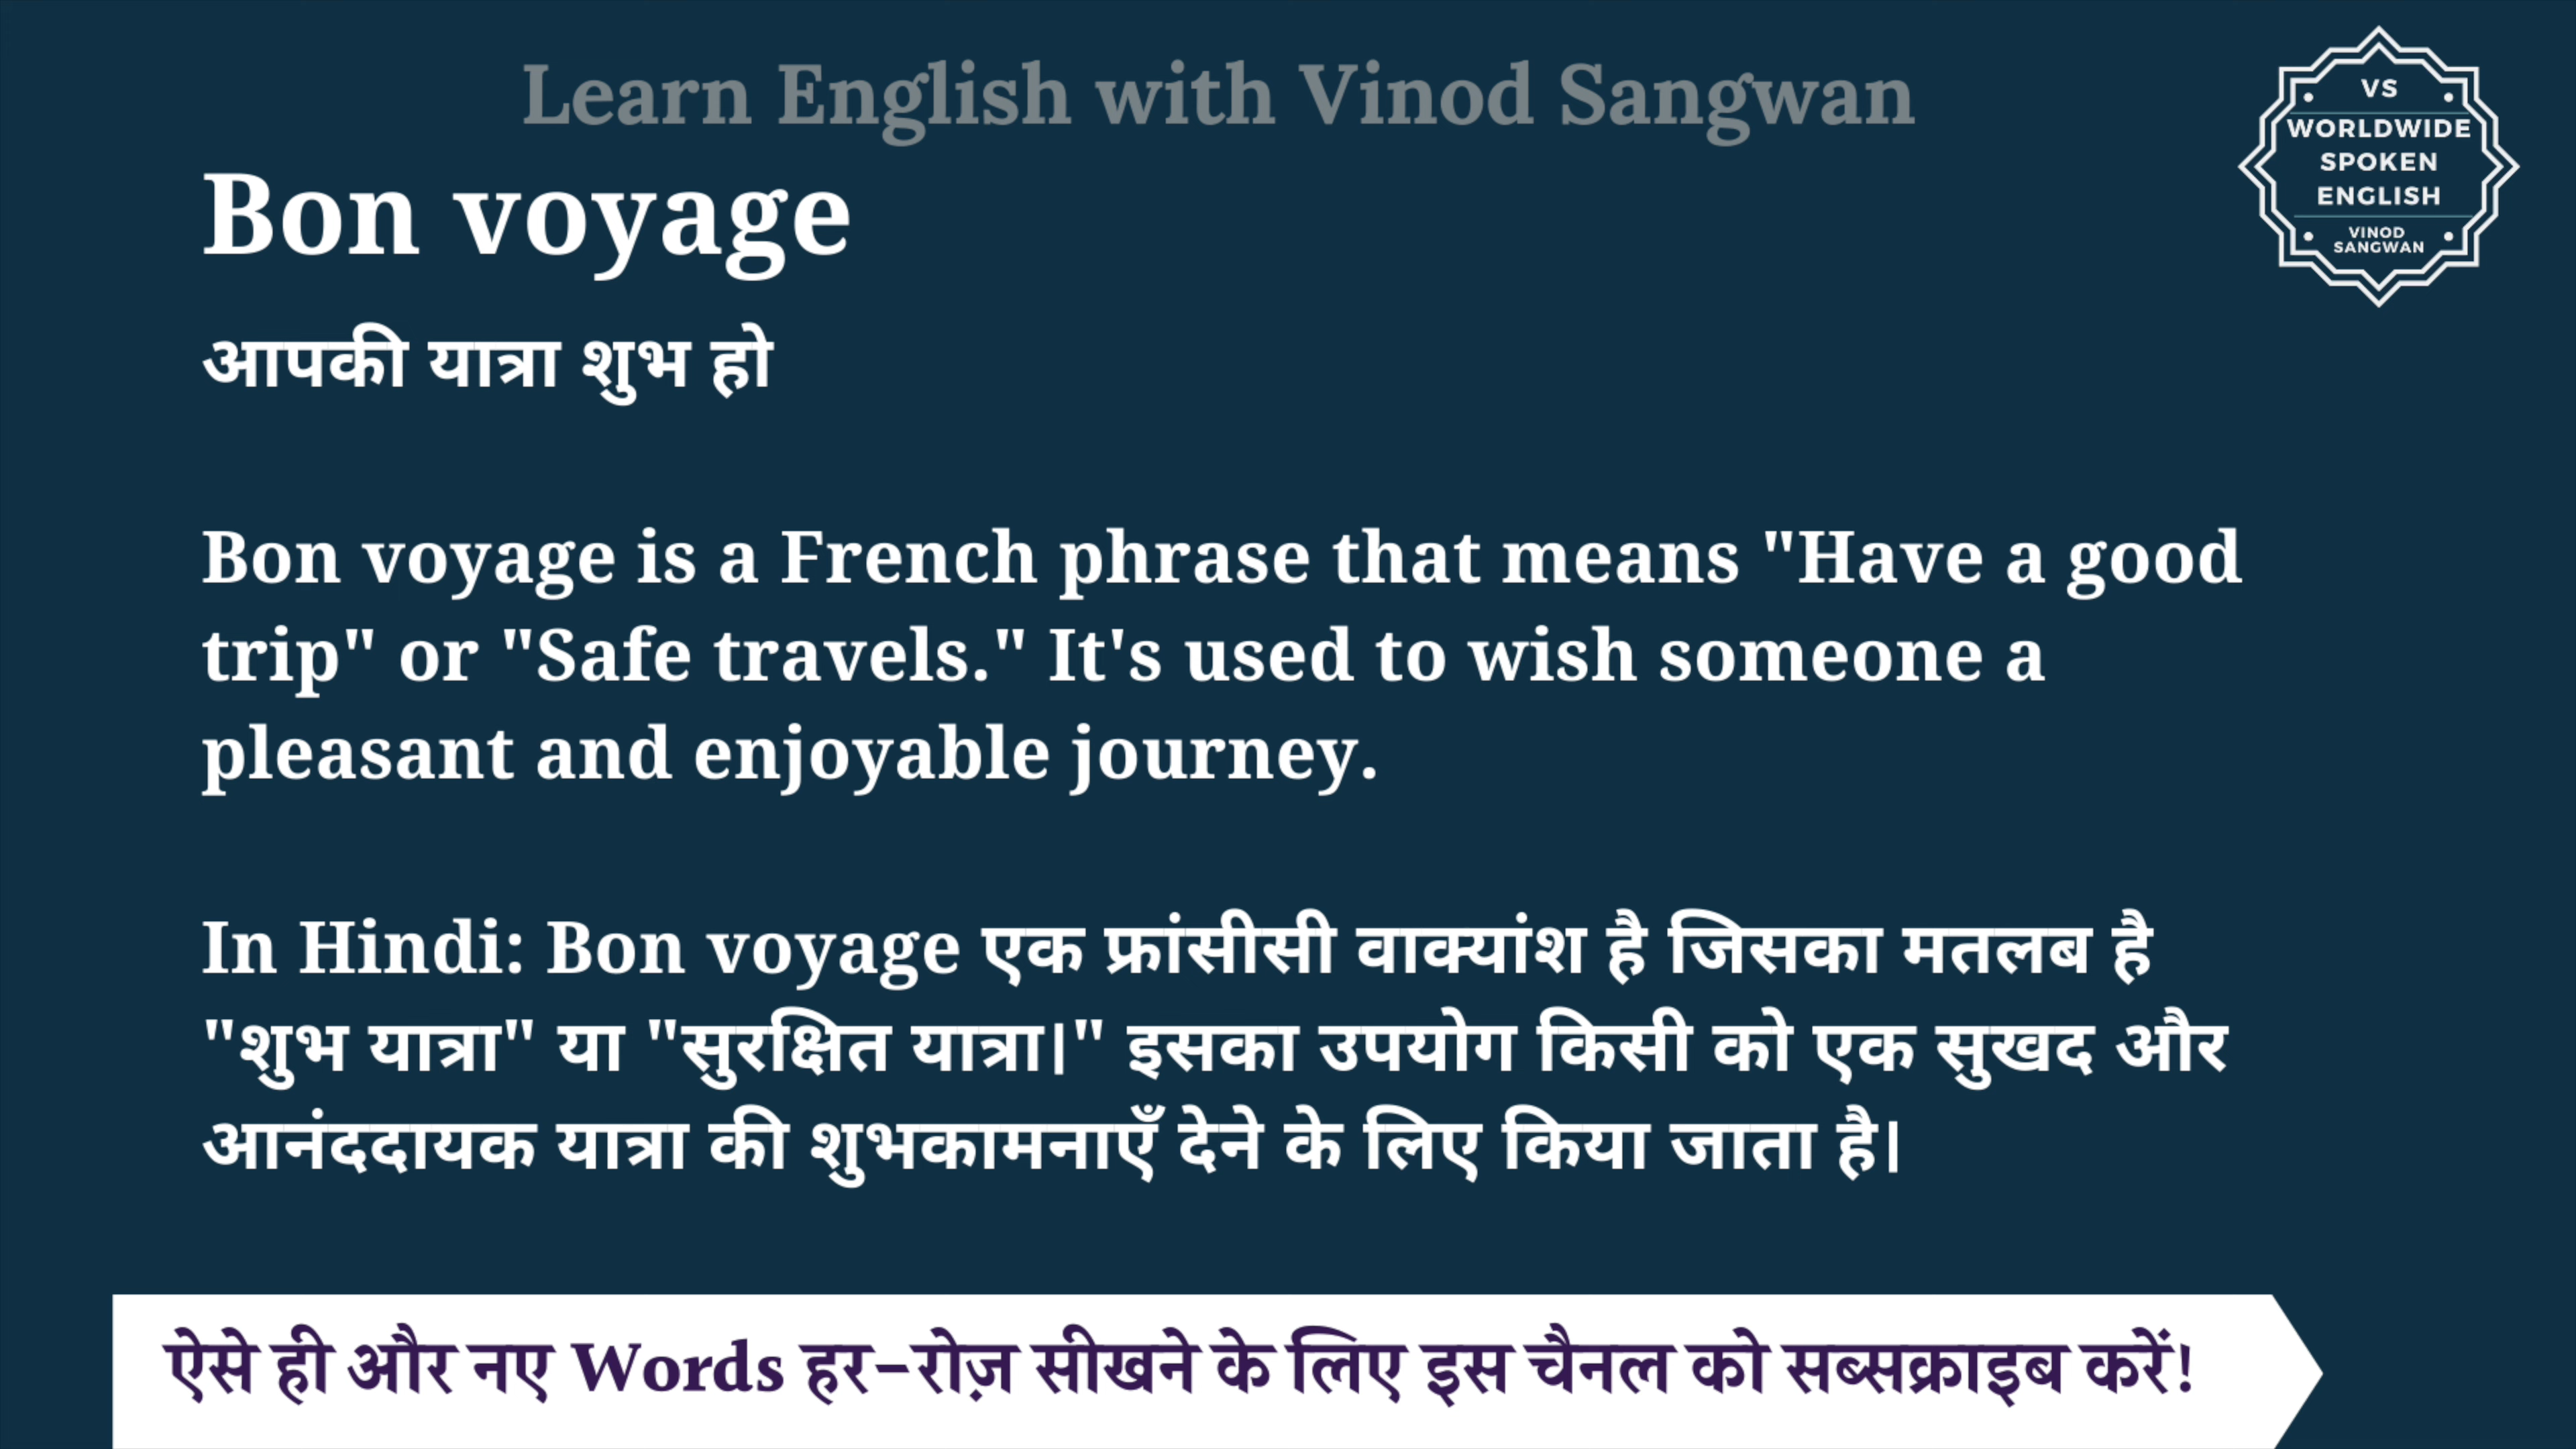 Learn English with Vinod Sangwan
VS
WORLDWIDE
SPOKEN
ENGLISH
VINOD
SANGWAN
Bon voyage
आपकी यात्रा शुभ हो
Bon voyage is a French phrase that means "Have a good
trip" or "Safe travels." It's used to wish someone a
pleasant and enjoyable journey.
In Hindi: Bon voyage एक फ्रांसीसी वाक्यांश है जिसका मतलब है
"शुभ यात्रा" या "सुरक्षित यात्रा।" इसका उपयोग किसी को एक सुखद और
आनंददायक यात्रा की शुभकामनाएँ देने के लिए किया जाता है।
ऐसे ही और नए Words हर-रोज़ सीखने के लिए इस चैनल को सब्सक्राइब करें!